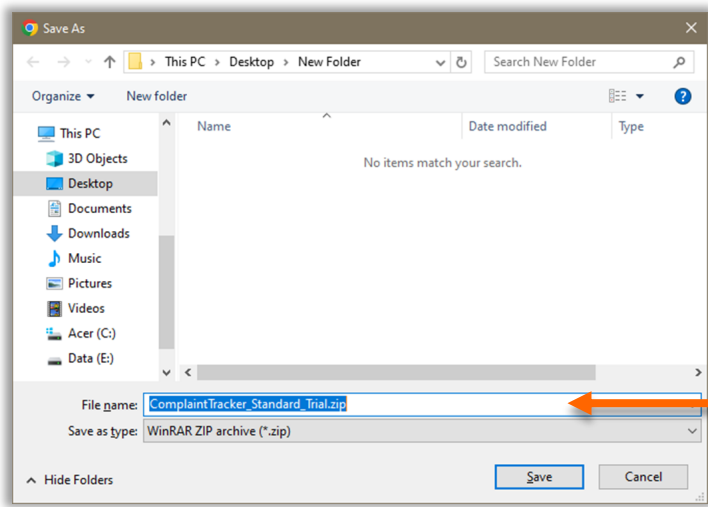 Save As
This PC > Desktop > New Folder
Search New Folder
Organize
New folder
Name
Date modified
Type
This PC
No items match your search.
3D Objects
Desktop
Documents
Downloads
Music
Pictures
Videos
Acer (C:)
Data (E:)
File name: ComplaintTracker_Standard_Trial.zip
Save as type: WinRAR ZIP archive (*.zip)
Hide Folders
Save
Cancel